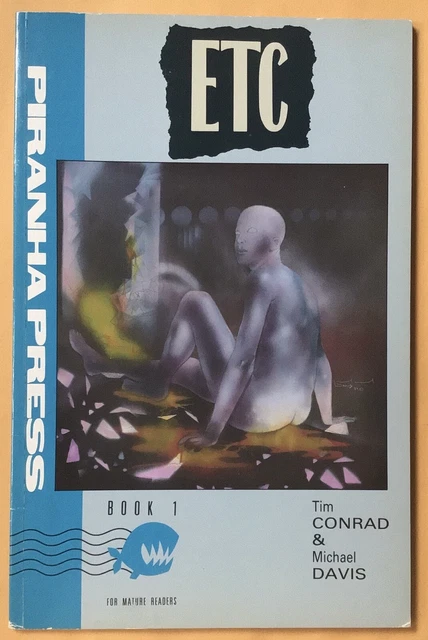 ETC
PIRANHA PRESS
BOOK 1
Tim
CONRAD
&
Michael
DAVIS
FOR MATURE READERS